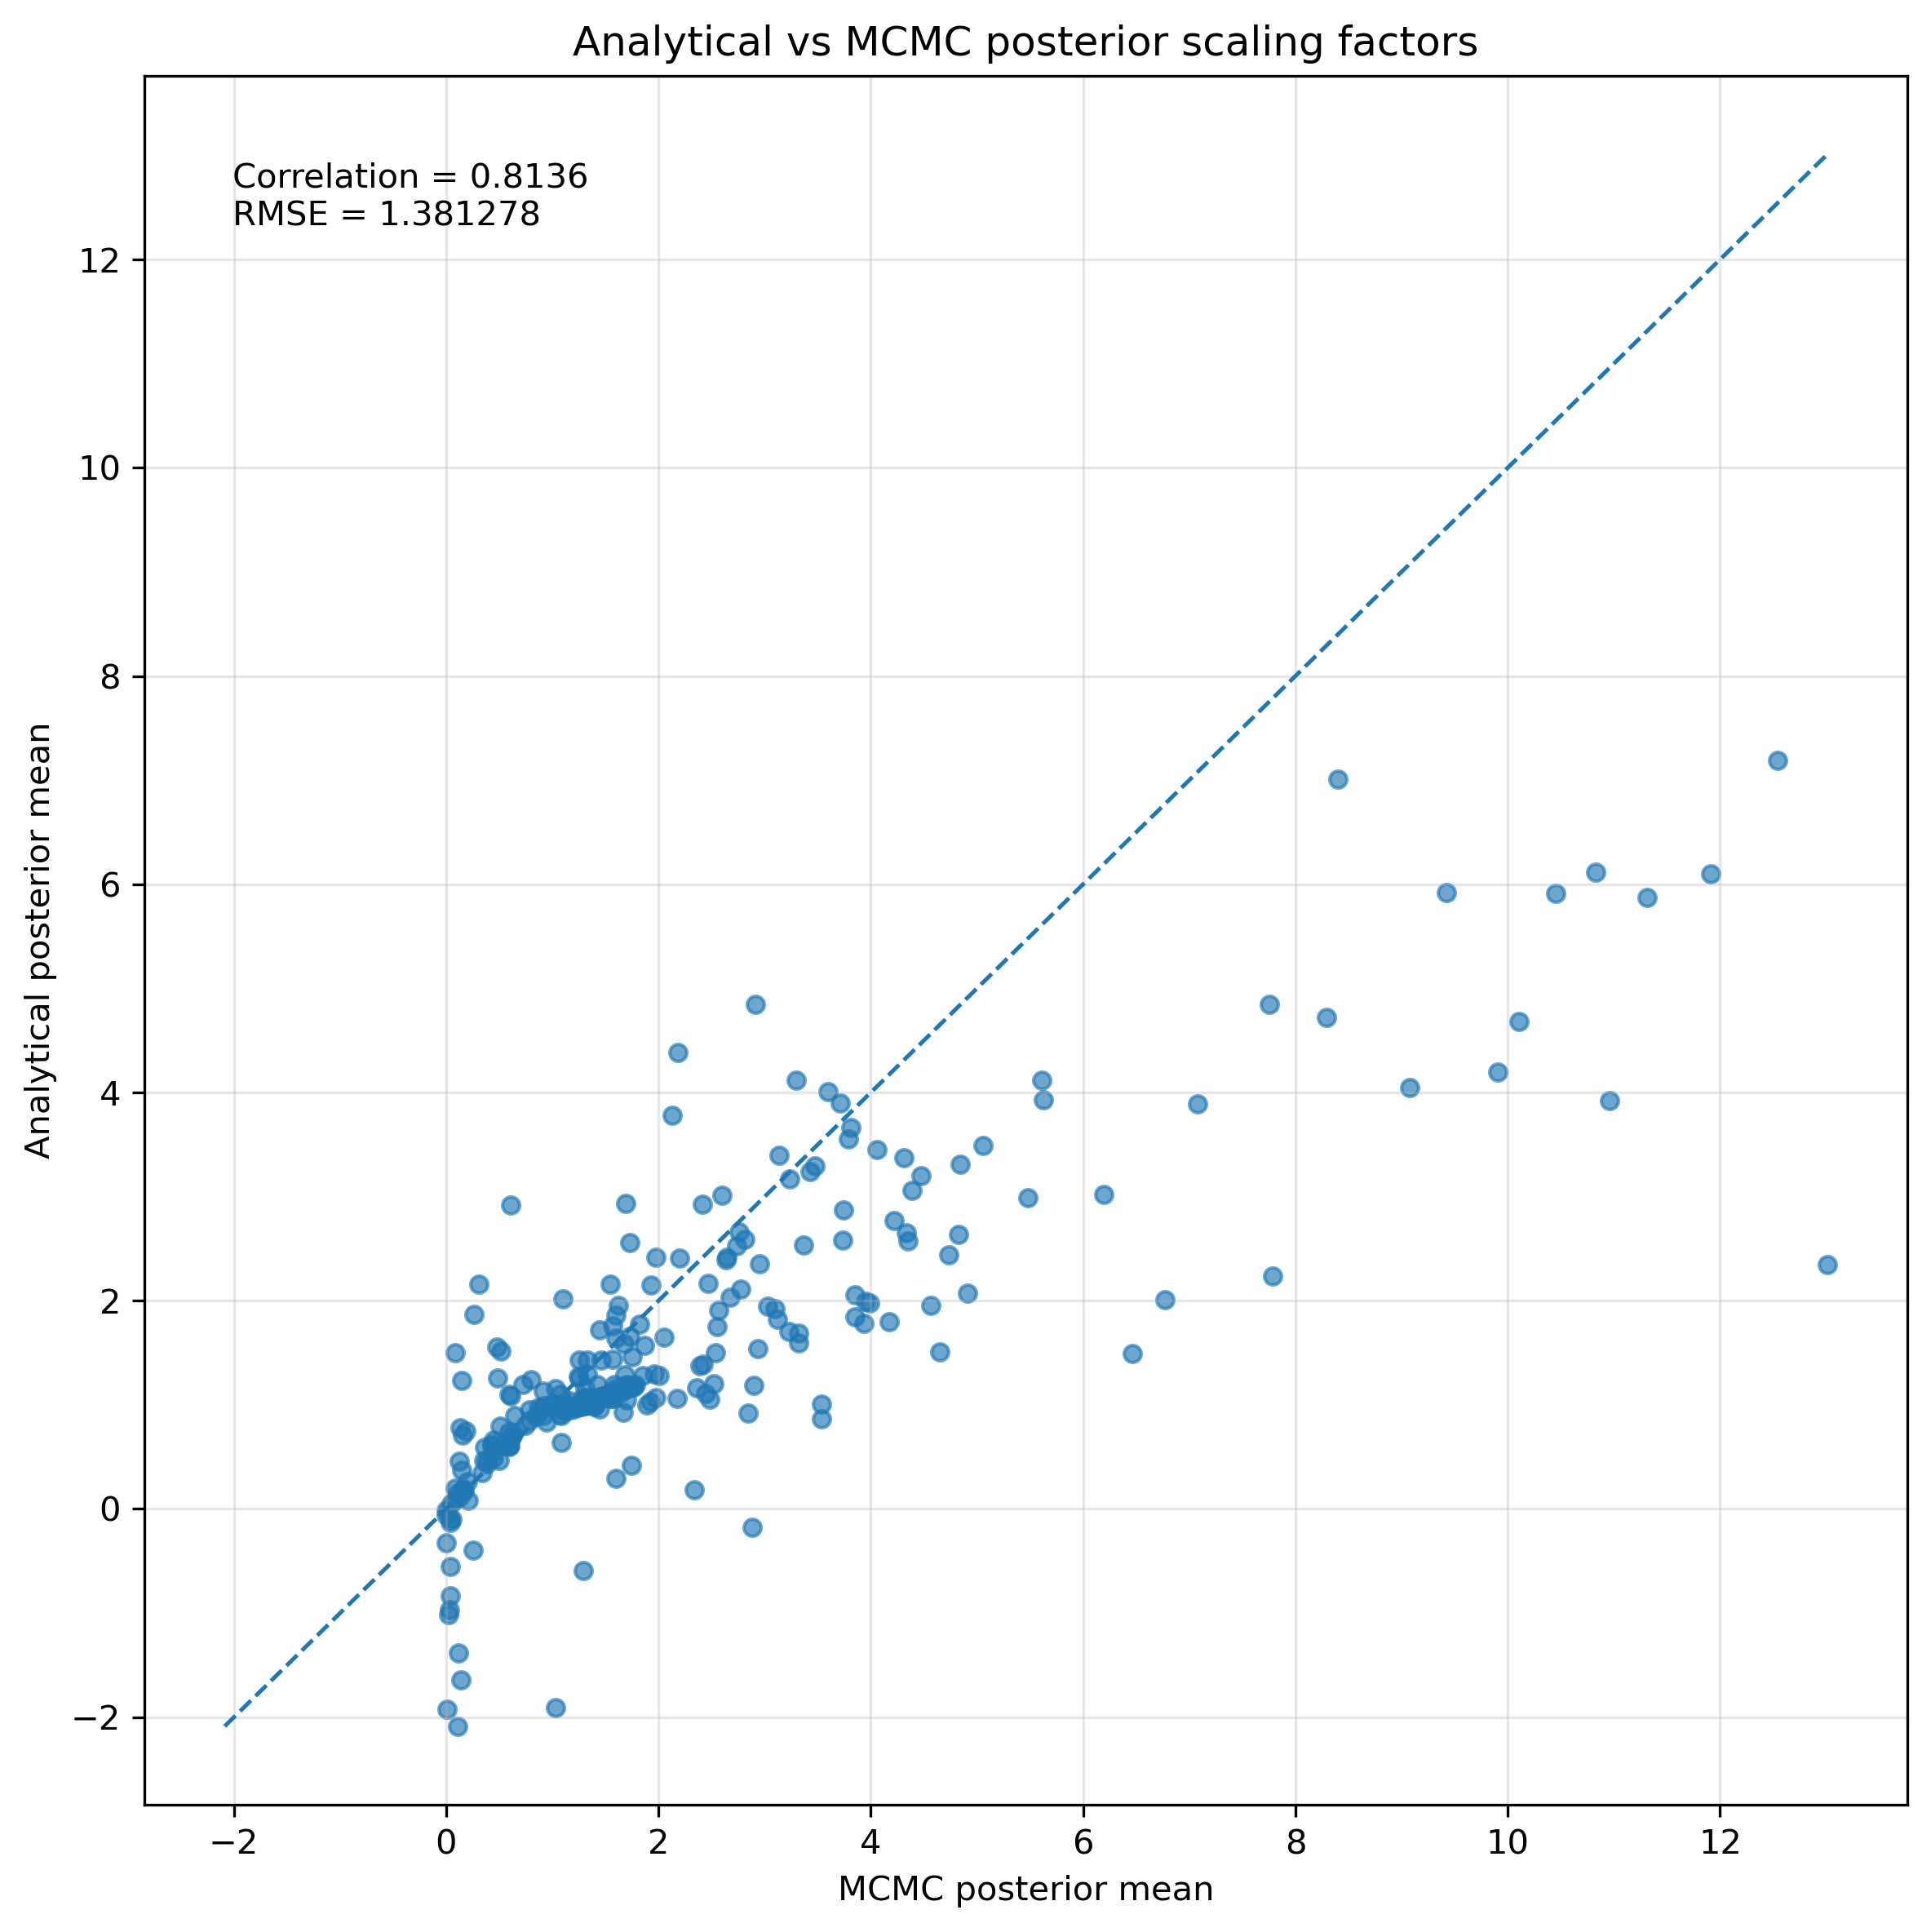 Analytical vs MCMC posterior scaling factors
Correlation = 0.8136
RMSE = 1.381278
12
10
8
6
4
2
0
−2
Analytical posterior mean
−2 0 2 4 6 8 10 12
MCMC posterior mean